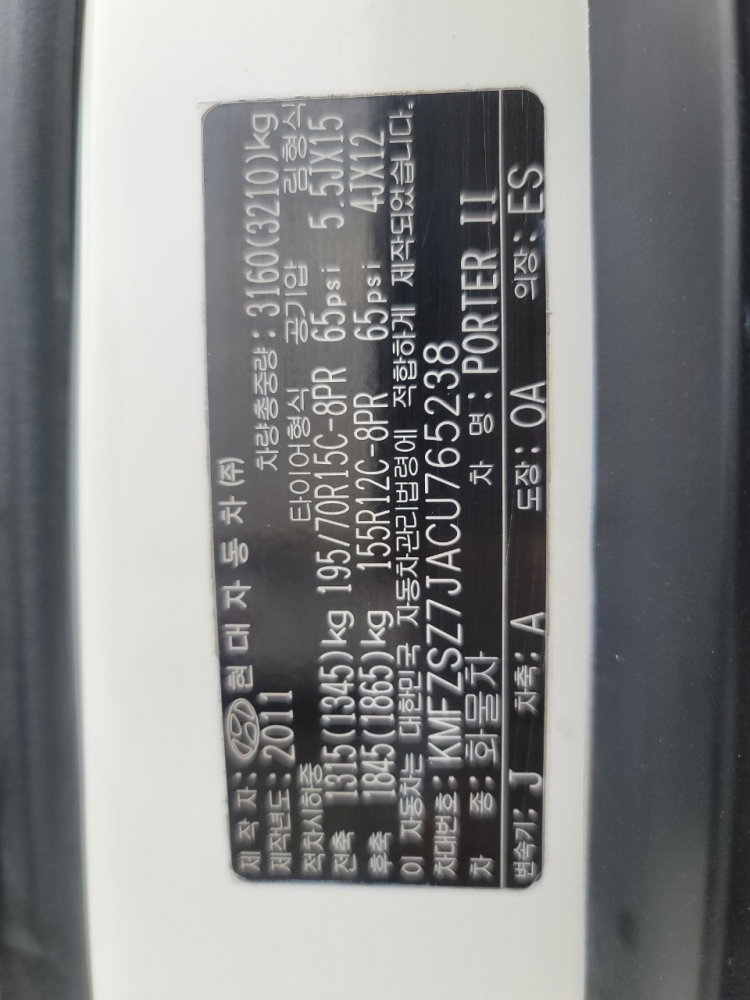 제 작 자: 현 대 자 동 차 (주)
제작년도: 2011 차량총중량: 3160(3210)kg
적차시하중 타이어형식 공기압 림형식
전축 1315(1345)kg 195/70R15C-8PR 65psi 5.5JX15
후축 1845(1865)kg 155R12C-8PR 65psi 4JX12
이 자동차는 대한민국 자동차관리법령에 적합하게 제작되었습니다.
차대번호: KMFZSZ7JACU765238
차 종: 화물차 차 명: PORTER II
변속기: J 차축: A 도장: OA 의장: ES